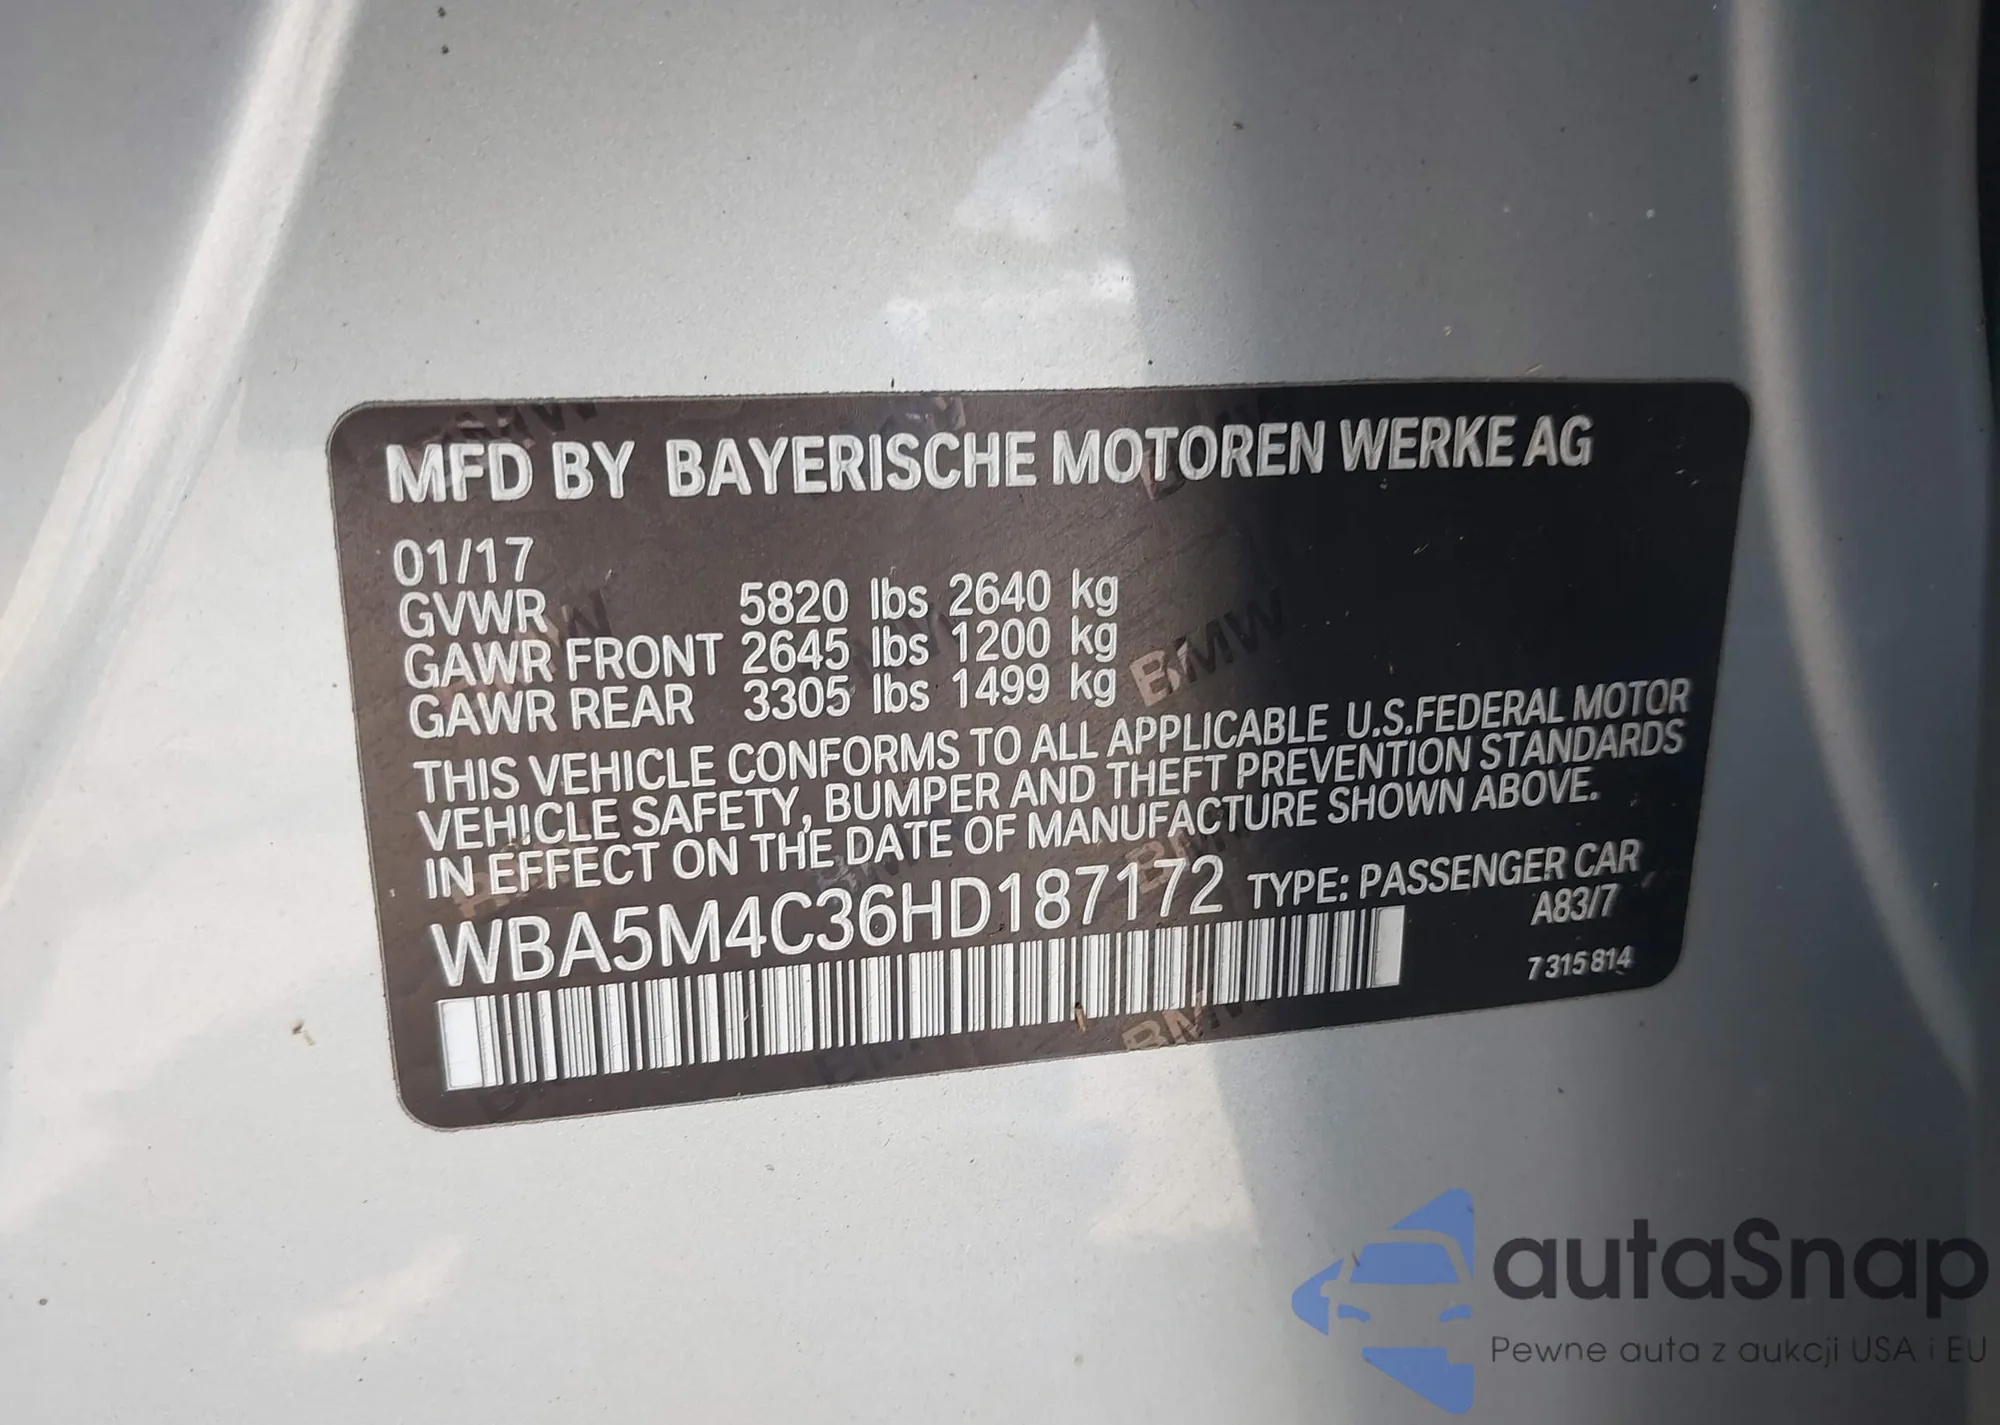 MFD BY BAYERISCHE MOTOREN WERKE AG
01/17
GVWR 5820 lbs 2640 kg
GAWR FRONT 2645 lbs 1200 kg
GAWR REAR 3305 lbs 1499 kg
THIS VEHICLE CONFORMS TO ALL APPLICABLE U.S.FEDERAL MOTOR
VEHICLE SAFETY, BUMPER AND THEFT PREVENTION STANDARDS
IN EFFECT ON THE DATE OF MANUFACTURE SHOWN ABOVE.
WBA5M4C36HD187172 TYPE: PASSENGER CAR
A83/7
7 315 814
autaSnap
Pewne auta z aukcji USA i EU